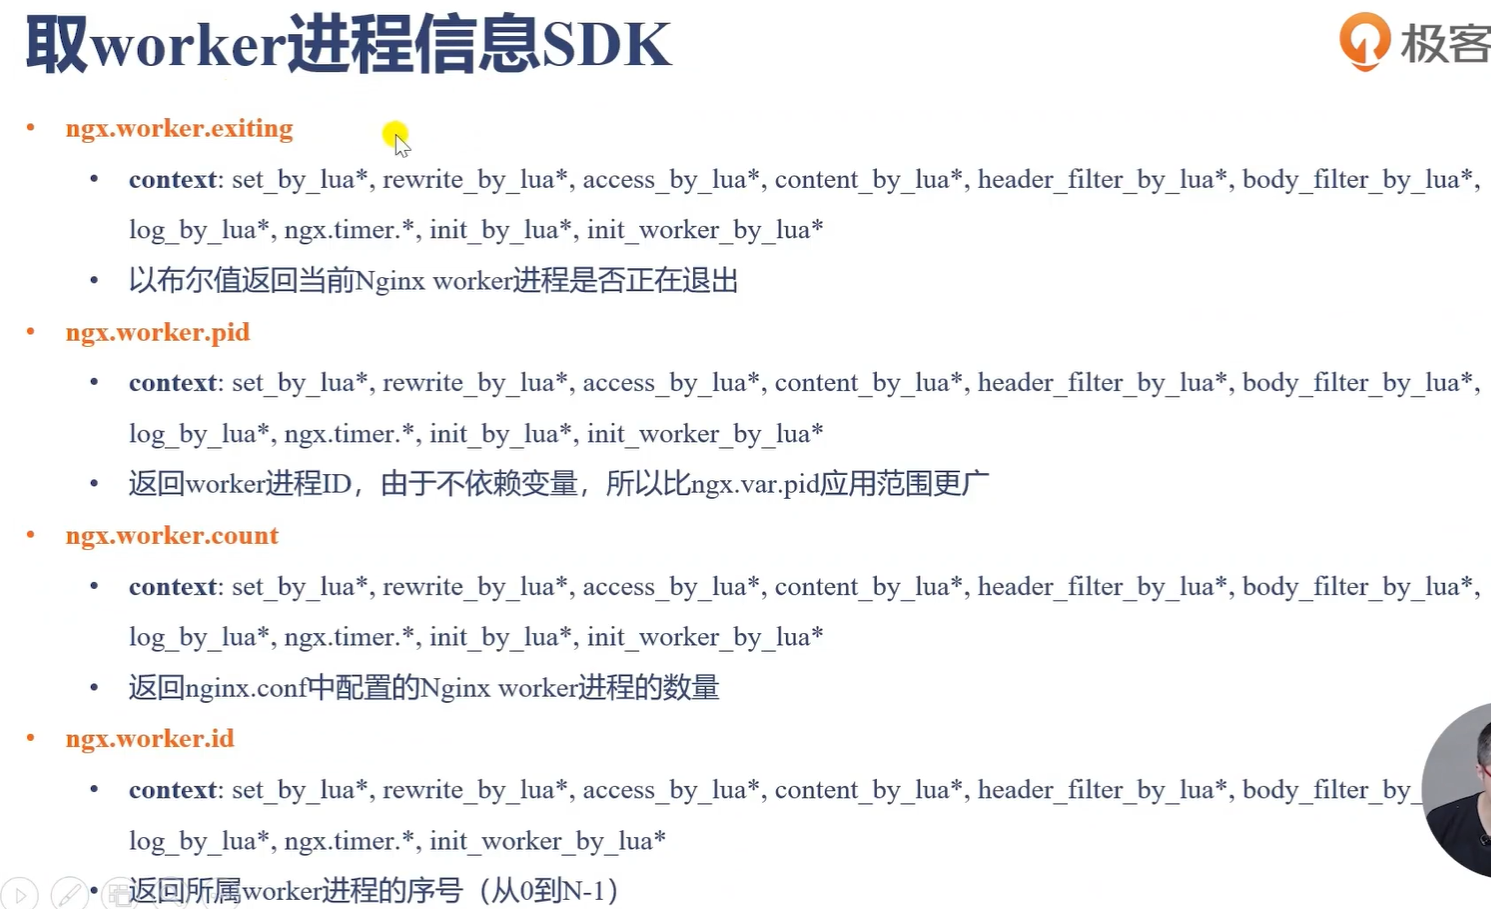 取worker进程信息SDK
极客
• ngx.worker.exiting
• context: set_by_lua*, rewrite_by_lua*, access_by_lua*, content_by_lua*, header_filter_by_lua*, body_filter_by_lua*,
log_by_lua*, ngx.timer.*, init_by_lua*, init_worker_by_lua*
• 以布尔值返回当前Nginx worker进程是否正在退出
• ngx.worker.pid
• context: set_by_lua*, rewrite_by_lua*, access_by_lua*, content_by_lua*, header_filter_by_lua*, body_filter_by_lua*,
log_by_lua*, ngx.timer.*, init_by_lua*, init_worker_by_lua*
• 返回worker进程ID，由于不依赖变量，所以比ngx.var.pid应用范围更广
• ngx.worker.count
• context: set_by_lua*, rewrite_by_lua*, access_by_lua*, content_by_lua*, header_filter_by_lua*, body_filter_by_lua*,
log_by_lua*, ngx.timer.*, init_by_lua*, init_worker_by_lua*
• 返回nginx.conf中配置的Nginx worker进程的数量
• ngx.worker.id
• context: set_by_lua*, rewrite_by_lua*, access_by_lua*, content_by_lua*, header_filter_by_lua*, body_filter_by_
log_by_lua*, ngx.timer.*, init_worker_by_lua*
• 返回所属worker进程的序号（从0到N-1）